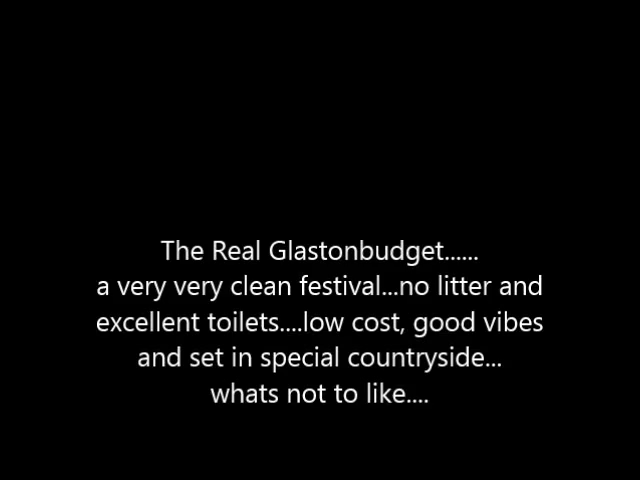 The Real Glastonbudget......
a very very clean festival...no litter and
excellent toilets....low cost, good vibes
and set in special countryside...
whats not to like....